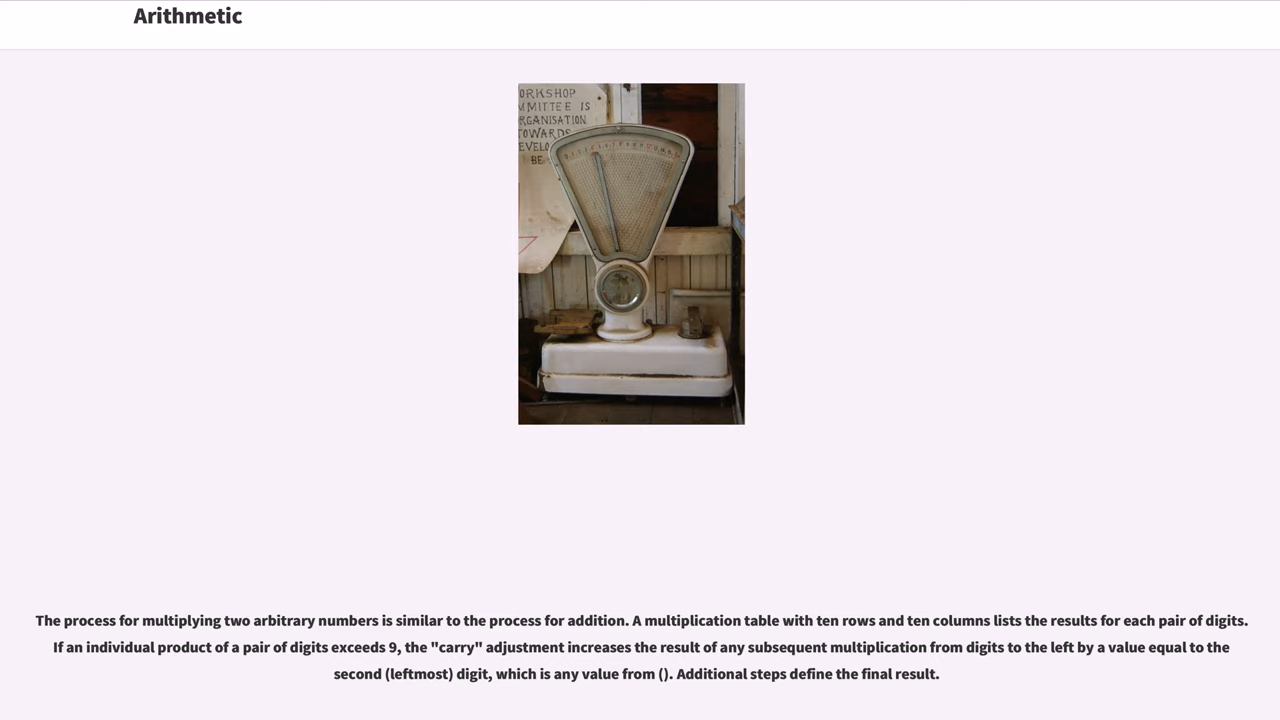 Arithmetic
ORKSHOP
MMITTEE IS
RGANISATION
TOWARDS
EVELO
BE
The process for multiplying two arbitrary numbers is similar to the process for addition. A multiplication table with ten rows and ten columns lists the results for each pair of digits.
If an individual product of a pair of digits exceeds 9, the "carry" adjustment increases the result of any subsequent multiplication from digits to the left by a value equal to the
second (leftmost) digit, which is any value from (). Additional steps define the final result.